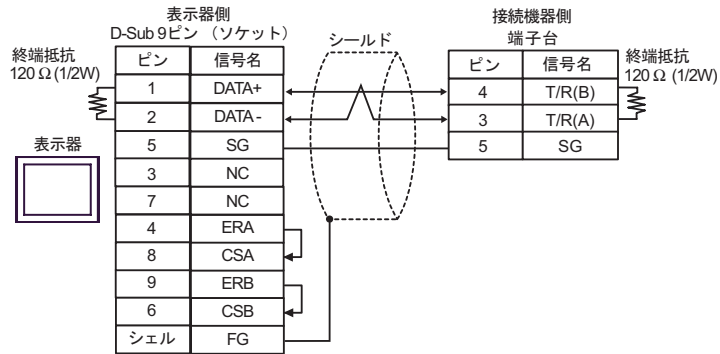 表示器側
D-Sub 9ピン （ソケット）
シールド
接続機器側
端子台
終端抵抗
120 Ω (1/2W)
終端抵抗
120 Ω (1/2W)
表示器
ピン 信号名
1 DATA+
2 DATA-
5 SG
3 NC
7 NC
4 ERA
8 CSA
9 ERB
6 CSB
シェル FG
ピン 信号名
4 T/R(B)
3 T/R(A)
5 SG